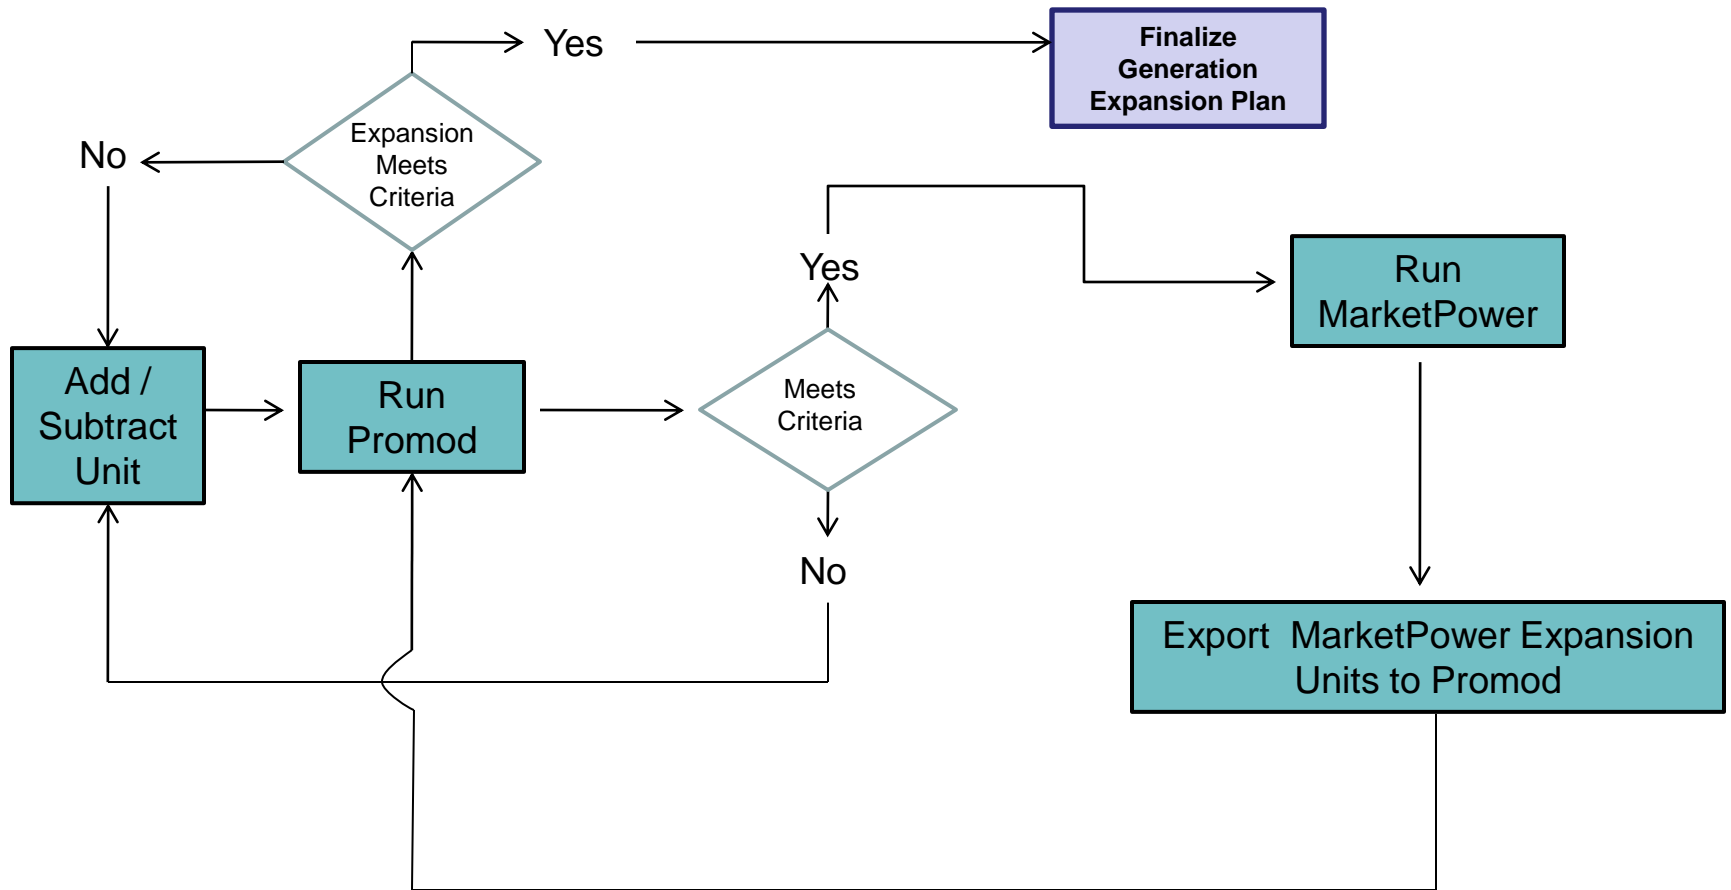 Yes
Finalize
Generation
Expansion Plan
Expansion
Meets
Criteria
No
Yes
Run
MarketPower
Add /
Subtract
Unit
Run
Promod
Meets
Criteria
No
Export  MarketPower Expansion
Units to Promod